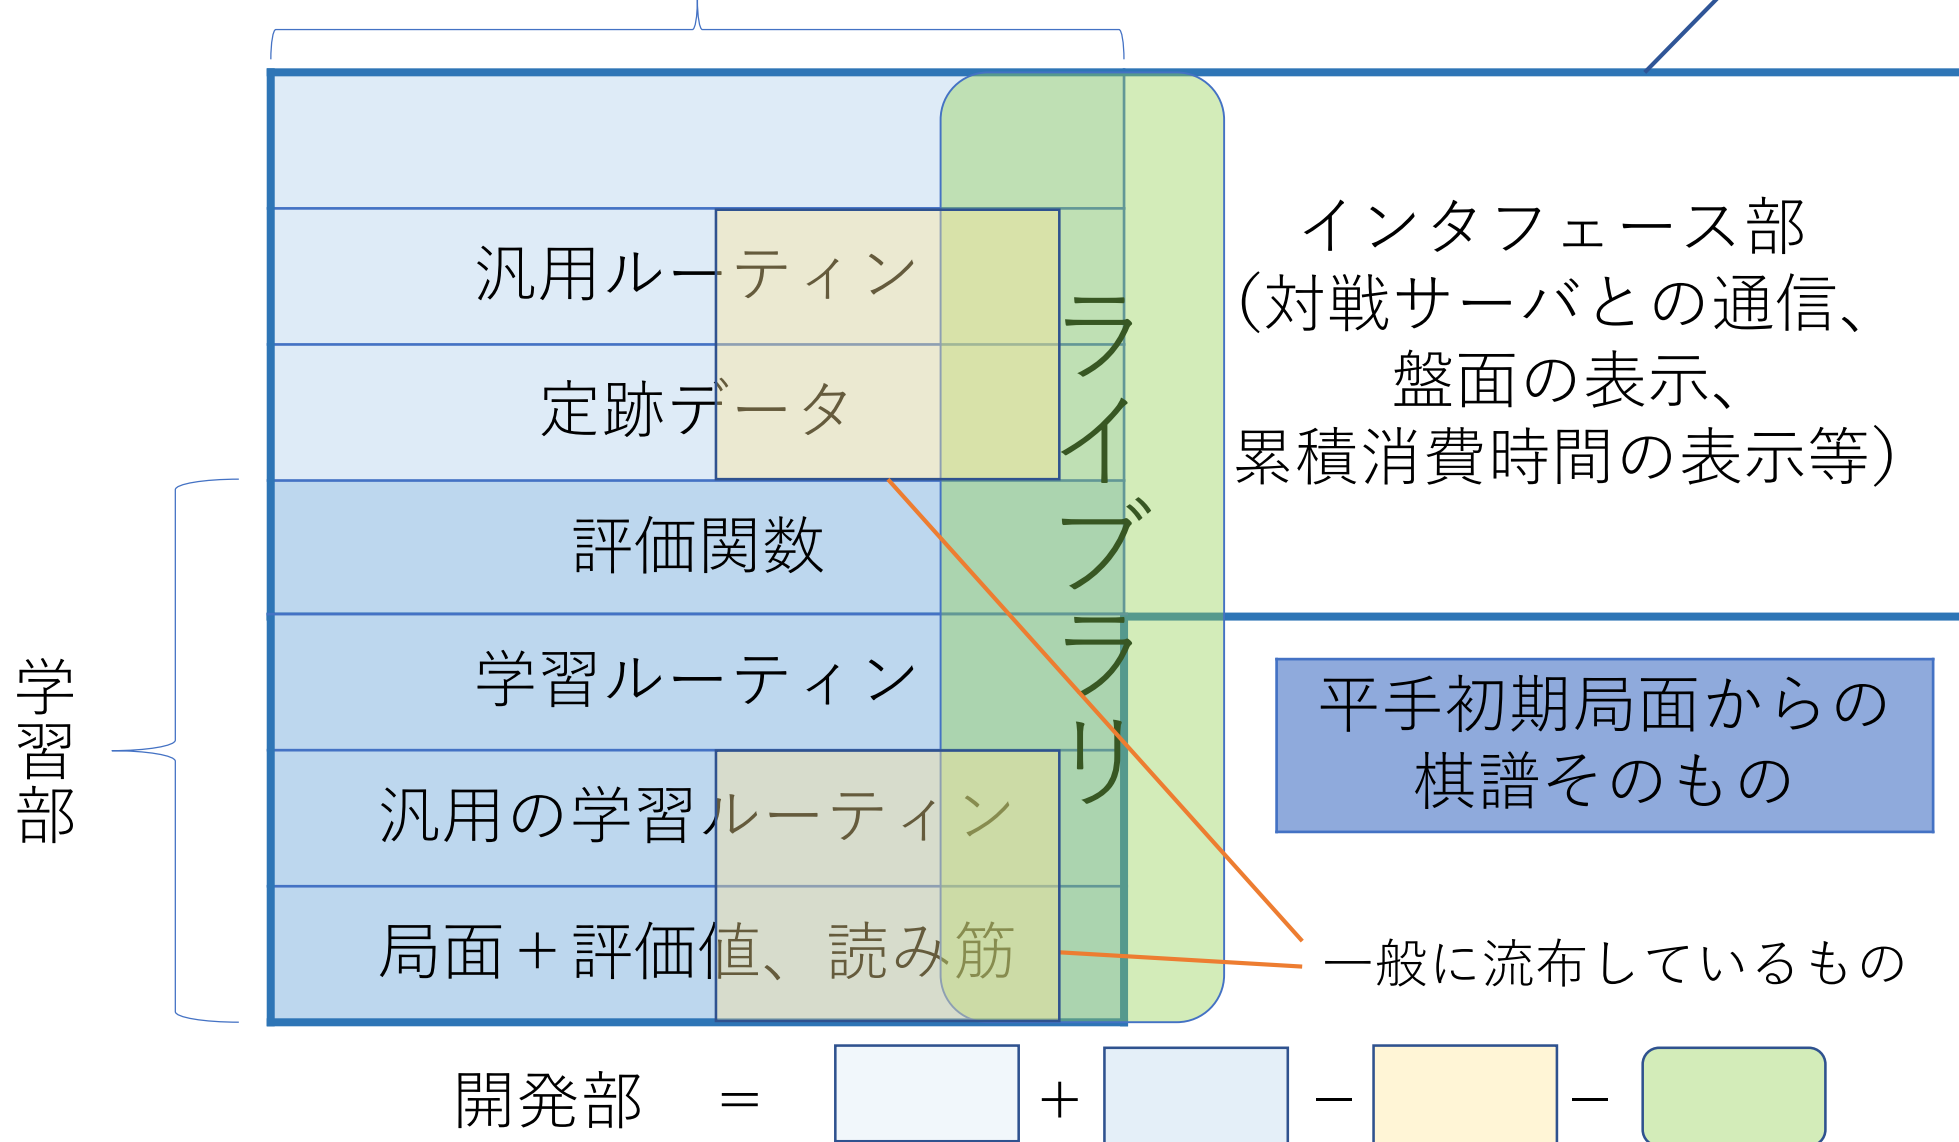 汎用ルーティン
定跡データ
評価関数
学習ルーティン
汎用の学習ルーティン
局面＋評価値、読み筋
学習部
ライブラリ
インタフェース部
（対戦サーバとの通信、
盤面の表示、
累積消費時間の表示等）
平手初期局面からの
棋譜そのもの
一般に流布しているもの
開発部 ＝ ＋ － －